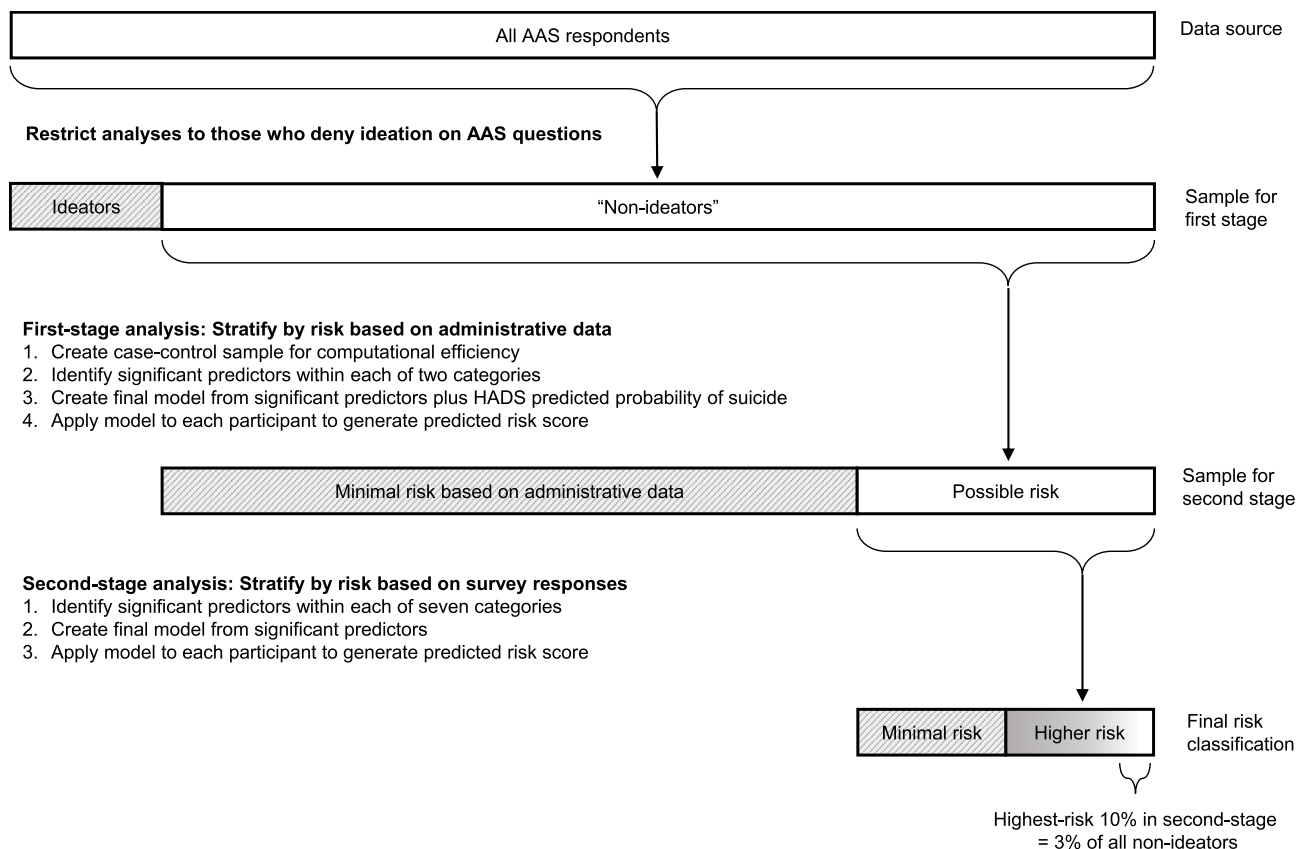 All AAS respondents
Data source
Restrict analyses to those who deny ideation on AAS questions
Ideators
“Non-ideators”
Sample for
first stage
First-stage analysis: Stratify by risk based on administrative data
1. Create case-control sample for computational efficiency
2. Identify significant predictors within each of two categories
3. Create final model from significant predictors plus HADS predicted probability of suicide
4. Apply model to each participant to generate predicted risk score
Minimal risk based on administrative data
Possible risk
Sample for
second stage
Second-stage analysis: Stratify by risk based on survey responses
1. Identify significant predictors within each of seven categories
2. Create final model from significant predictors
3. Apply model to each participant to generate predicted risk score
Minimal risk
Higher risk
Final risk
classification
Highest-risk 10% in second-stage
= 3% of all non-ideators